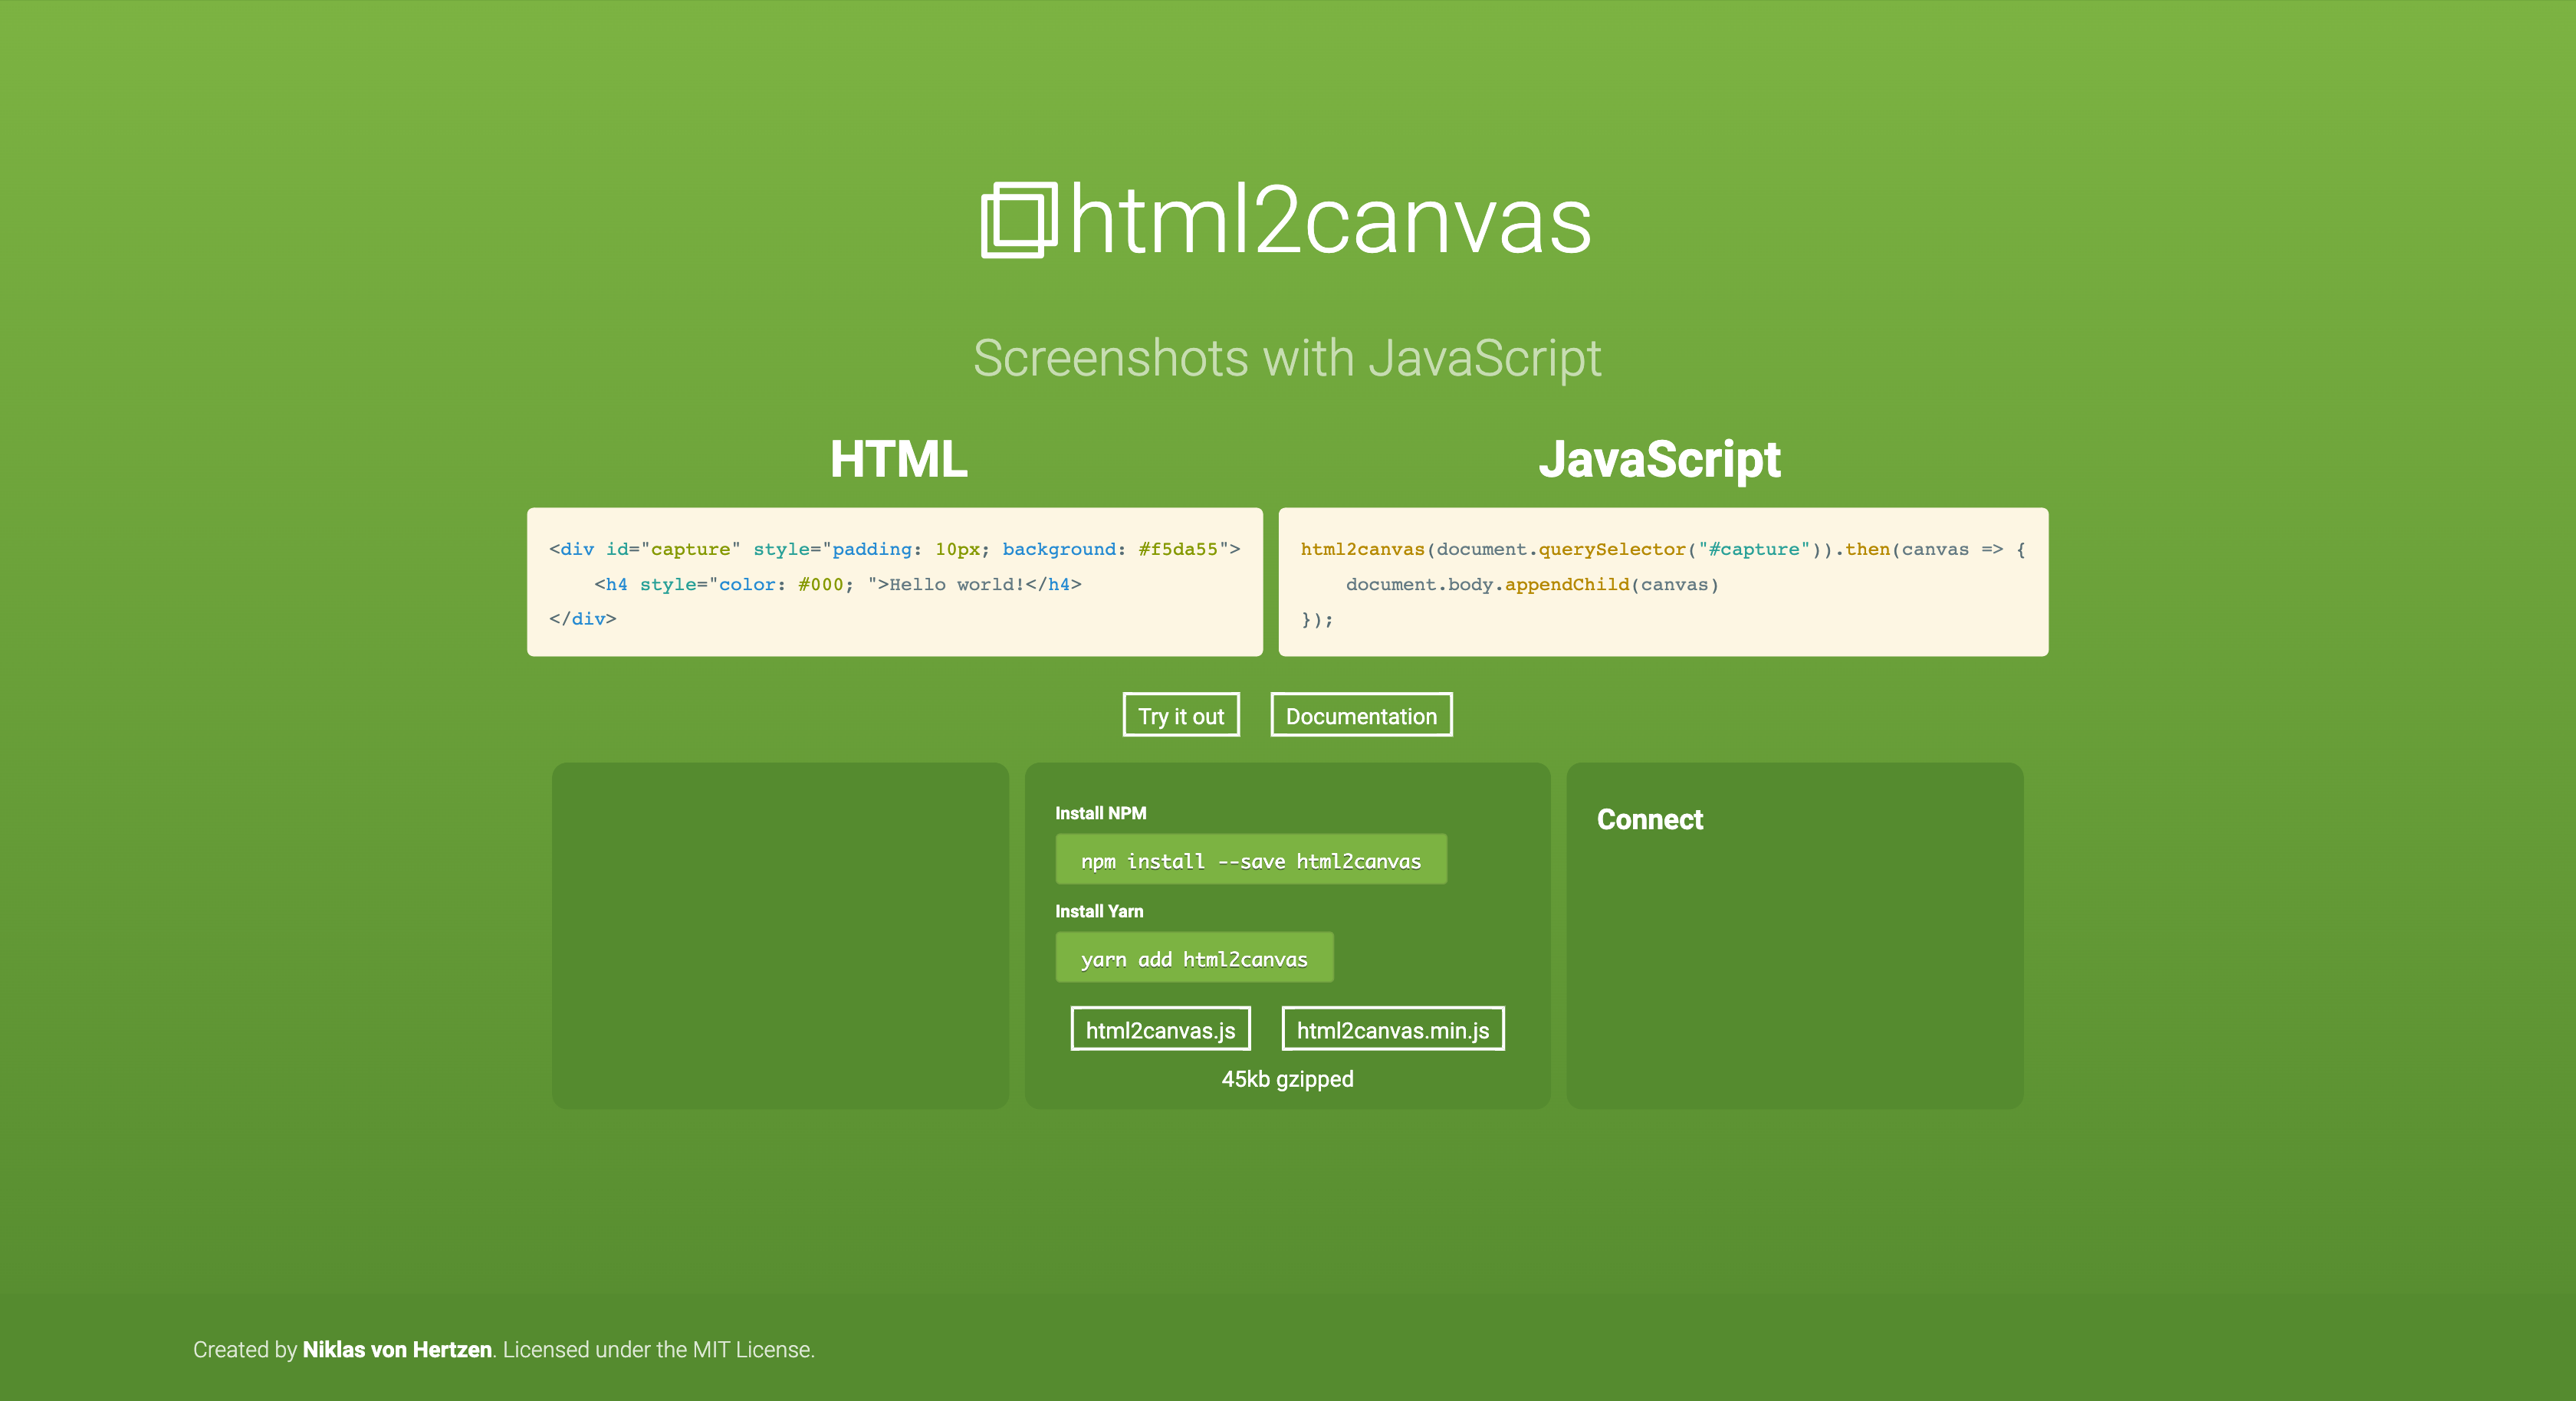 html2canvas
Screenshots with JavaScript
HTML
<div id="capture" style="padding: 10px; background: #f5da55">
    <h4 style="color: #000; ">Hello world!</h4>
</div>
JavaScript
html2canvas(document.querySelector("#capture")).then(canvas => {
    document.body.appendChild(canvas)
});
Try it out
Documentation
Install NPM
npm install --save html2canvas
Install Yarn
yarn add html2canvas
html2canvas.js
html2canvas.min.js
45kb gzipped
Connect
Created by Niklas von Hertzen. Licensed under the MIT License.